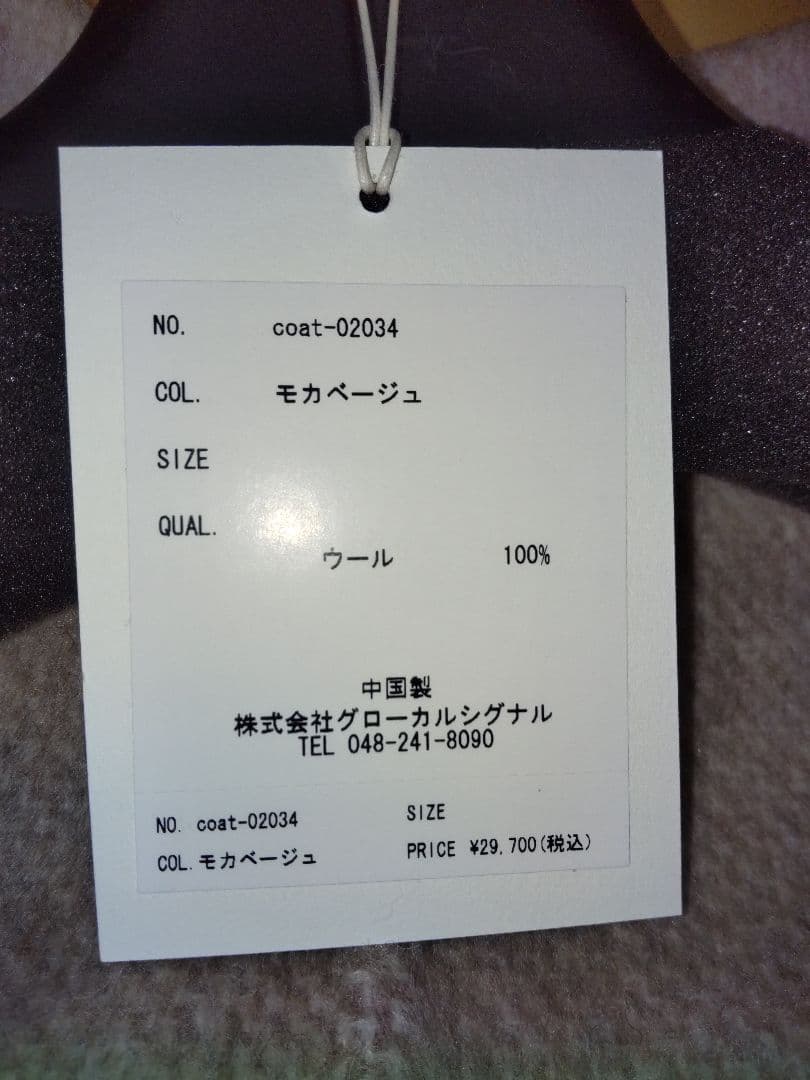 NO. coat-02034
COL. モカベージュ
SIZE
QUAL.
ウール 100%
中国製
株式会社グローカルシグナル
TEL 048-241-8090
NO. coat-02034 SIZE
COL.モカベージュ PRICE ¥29,700(税込)